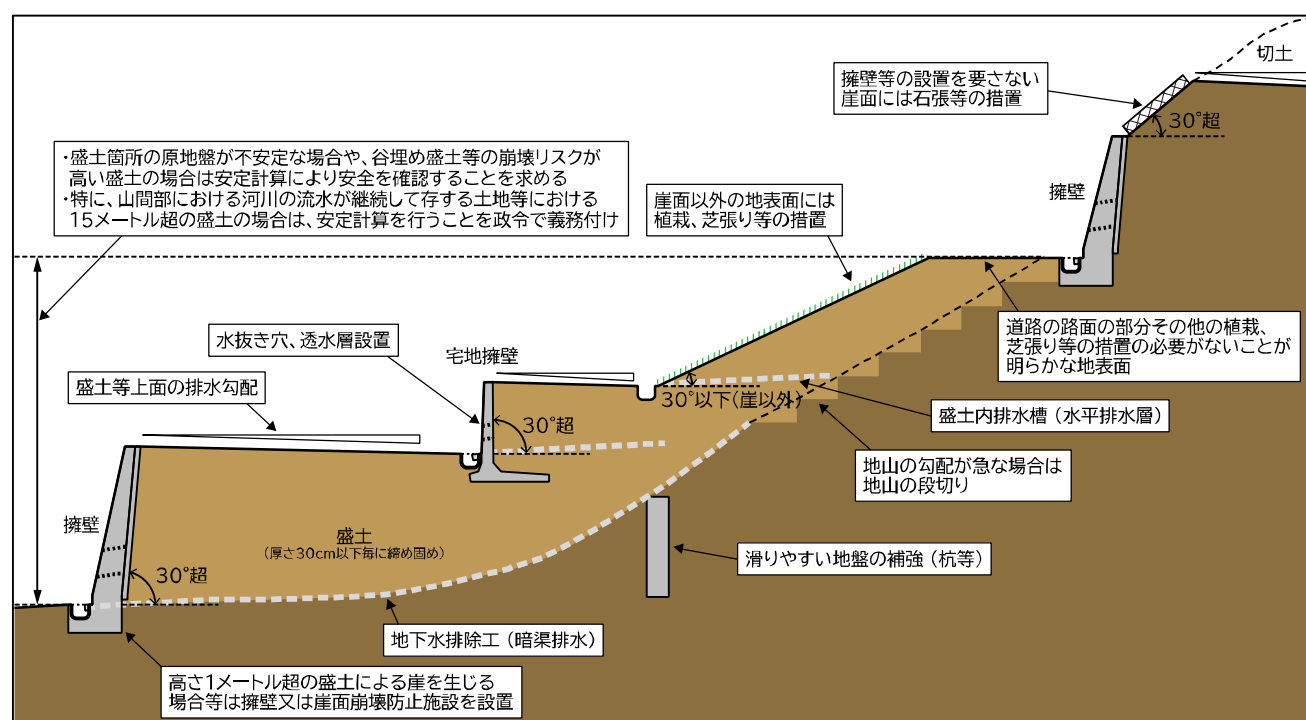 切土
擁壁等の設置を要さない
崖面には石張等の措置
30°超
・盛土箇所の原地盤が不安定な場合や、谷埋め盛土等の崩壊リスクが
高い盛土の場合は安定計算により安全を確認することを求める
・特に、山間部における河川の流水が継続して存する土地等における
15メートル超の盛土の場合は、安定計算を行うことを政令で義務付け
崖面以外の地表面には
植栽、芝張り等の措置
擁壁
水抜き穴、透水層設置
宅地擁壁
道路の路面の部分その他の植栽、
芝張り等の措置の必要がないことが
明らかな地表面
盛土等上面の排水勾配
30°以下(崖以外)
盛土内排水槽(水平排水層)
30°超
地山の勾配が急な場合は
地山の段切り
擁壁
盛土
(厚さ30cm以下毎に締め固め)
滑りやすい地盤の補強(杭等)
30°超
地下水排除工(暗渠排水)
高さ1メートル超の盛土による崖を生じる
場合等は擁壁又は崖面崩壊防止施設を設置